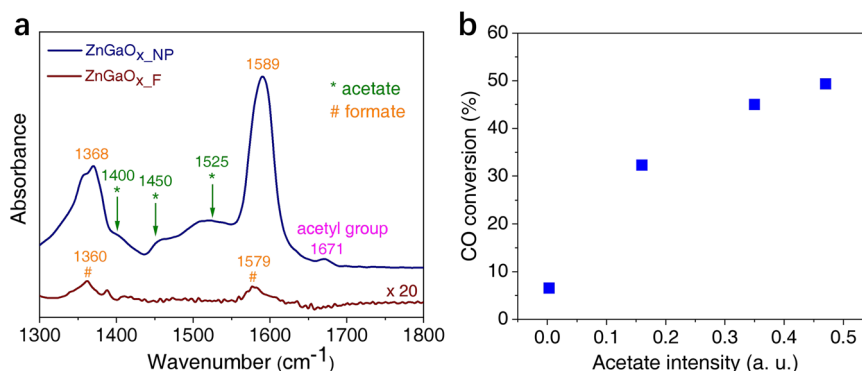 a
ZnGaOx_NP
ZnGaOx_F
1589
* acetate
# formate
1368
1400
*
1450
*
1525
*
acetyl group
1671
1360
#
1579
#
x 20
Absorbance
1300 1400 1500 1600 1700 1800
Wavenumber (cm-1)
b
60
50
40
30
20
10
0
CO conversion (%)
0.0 0.1 0.2 0.3 0.4 0.5
Acetate intensity (a. u.)